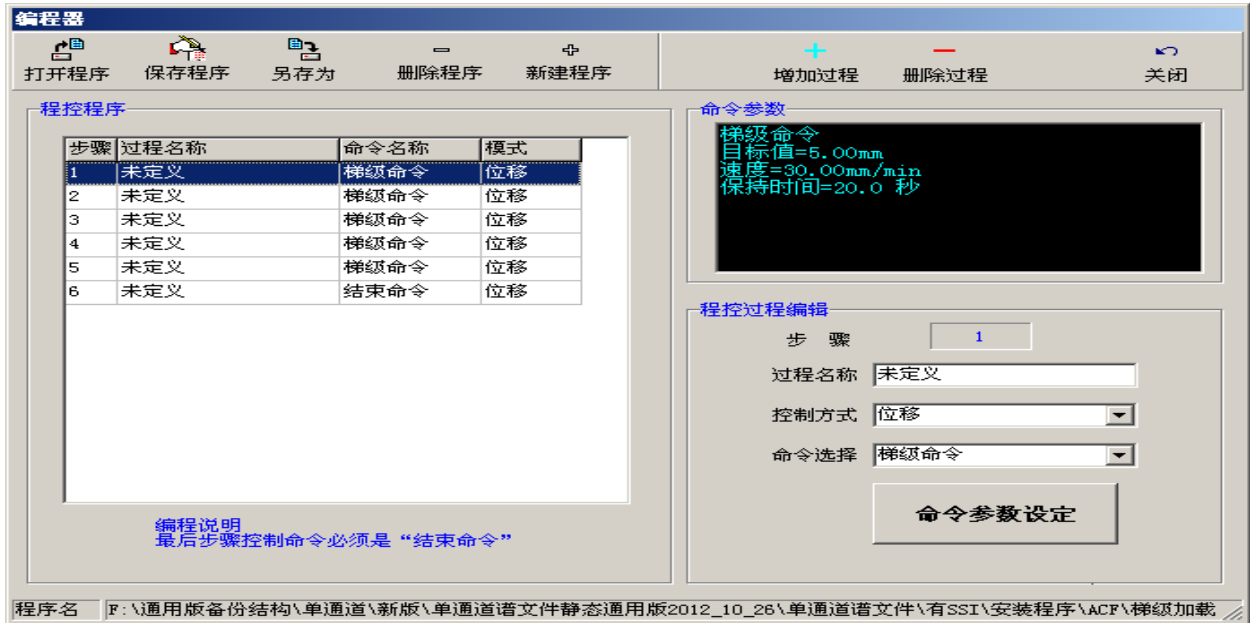 编程器
打开程序 保存程序 另存为 删除程序 新建程序 增加过程 删除过程 关闭
程控程序
步骤 过程名称 命令名称 模式
1 未定义 梯级命令 位移
2 未定义 梯级命令 位移
3 未定义 梯级命令 位移
4 未定义 梯级命令 位移
5 未定义 梯级命令 位移
6 未定义 结束命令 位移
编程说明
最后步骤控制命令必须是“结束命令”
命令参数
梯级命令
目标值=5.00mm
速度=30.00mm/min
保持时间=20.0 秒
程控过程编辑
步 骤 1
过程名称 未定义
控制方式 位移
命令选择 梯级命令
命令参数设定
程序名 F:\通用版备份结构\单通道\新版\单通道谱文件静态通用版2012_10_26\单通道谱文件\有SSI\安装程序\ACF\梯级加载